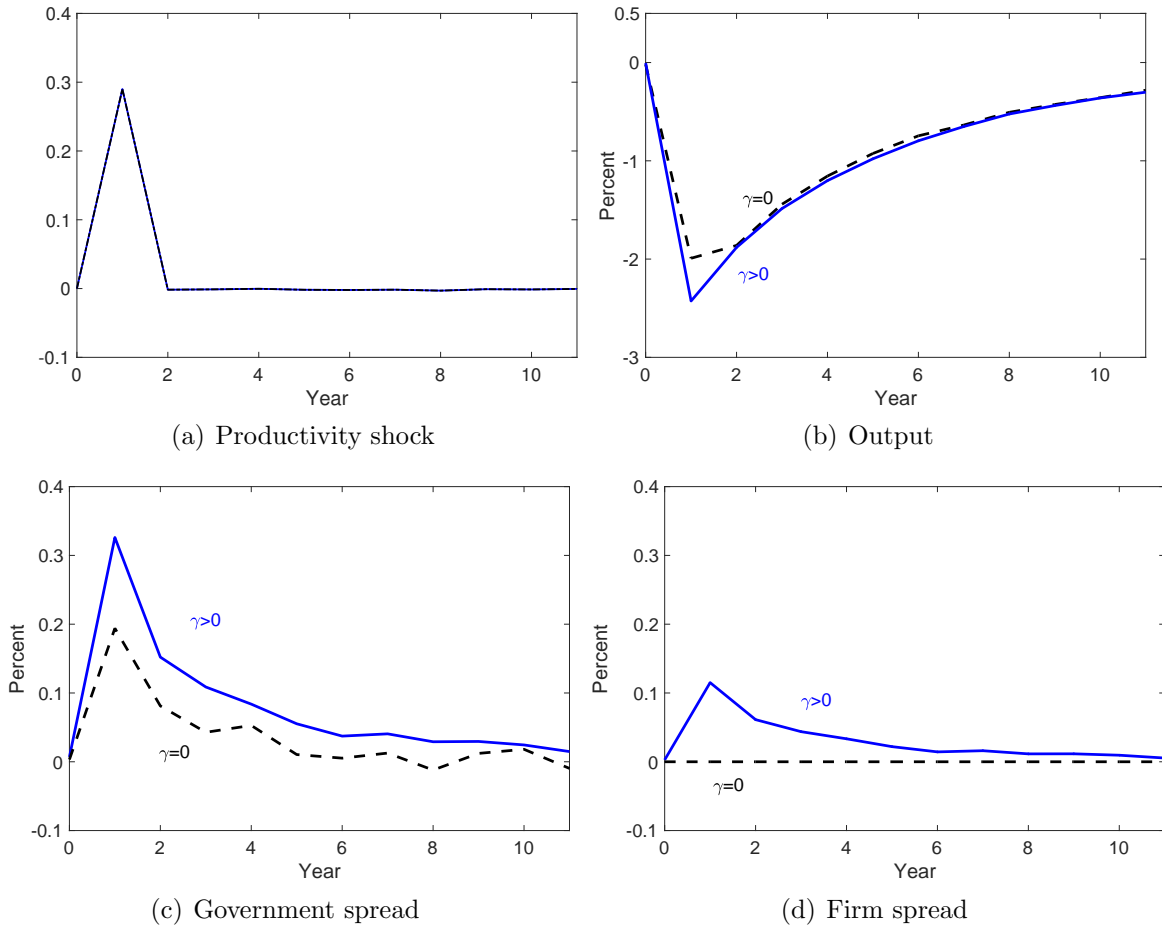 0.4
0.3
0.2
0.1
0
-0.1
0 2 4 6 8 10
Year
(a) Productivity shock
0.5
0
-1
-2
-3
Percent
γ=0
γ>0
0 2 4 6 8 10
Year
(b) Output
0.4
0.3
0.2
0.1
0
-0.1
Percent
γ>0
γ=0
0 2 4 6 8 10
Year
(c) Government spread
0.4
0.3
0.2
0.1
0
-0.1
Percent
γ>0
γ=0
0 2 4 6 8 10
Year
(d) Firm spread